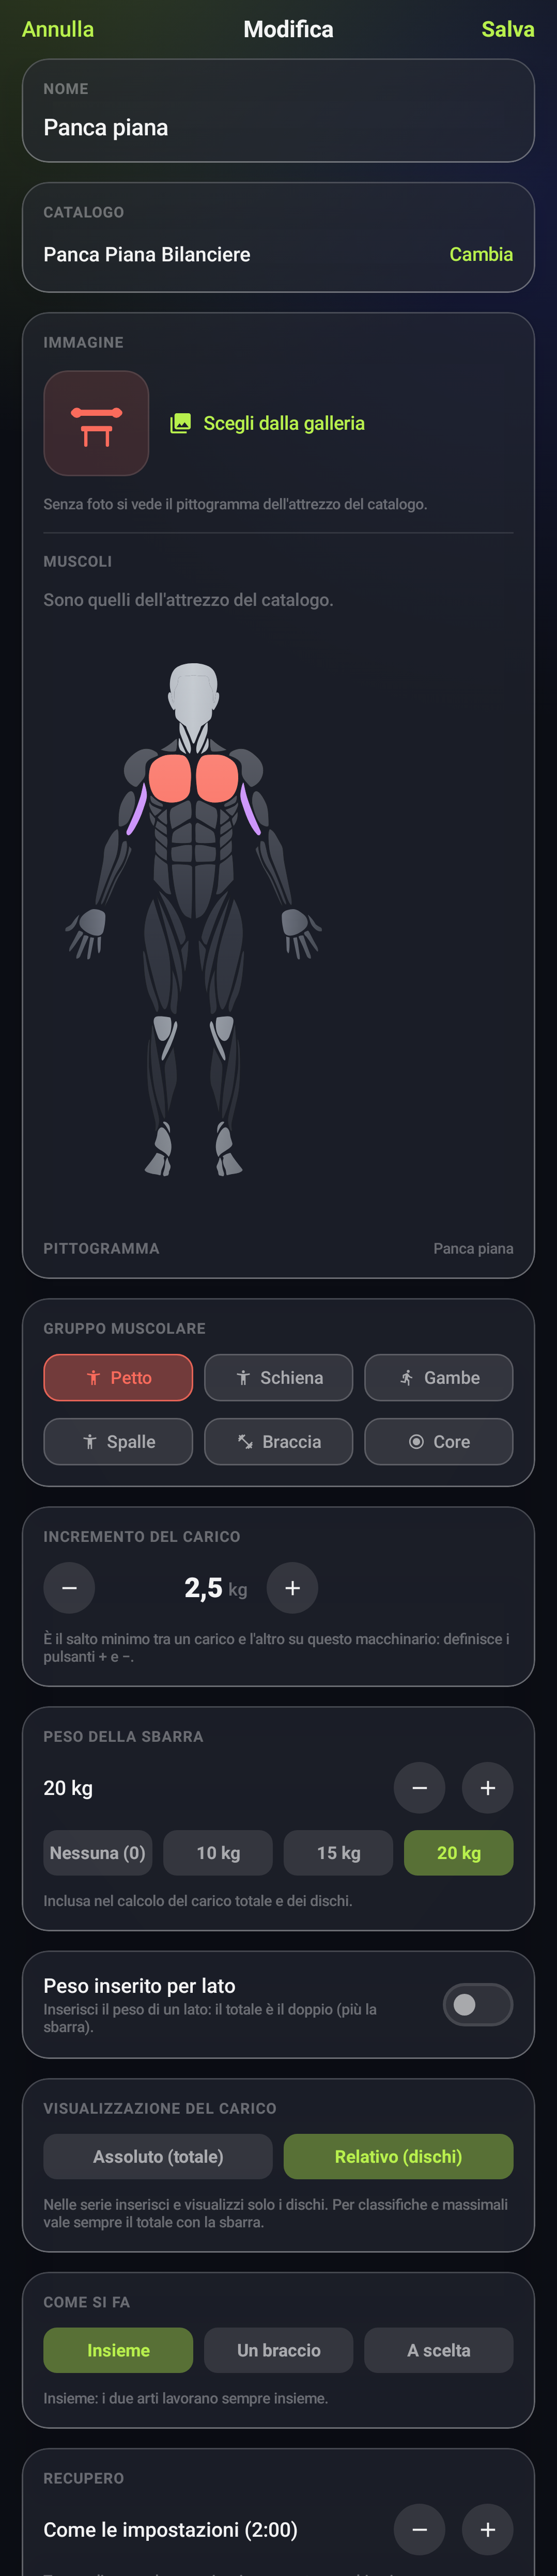 Annulla
Modifica
Salva
NOME
Panca piana
CATALOGO
Panca Piana Bilanciere
Cambia
IMMAGINE
Scegli dalla galleria
Senza foto si vede il pittogramma dell'attrezzo del catalogo.
MUSCOLI
Sono quelli dell'attrezzo del catalogo.
PITTOGRAMMA
Panca piana
GRUPPO MUSCOLARE
Petto
Schiena
Gambe
Spalle
Braccia
Core
INCREMENTO DEL CARICO
2,5 kg
È il salto minimo tra un carico e l'altro su questo macchinario: definisce i
pulsanti + e −.
PESO DELLA SBARRA
20 kg
Nessuna (0)
10 kg
15 kg
20 kg
Inclusa nel calcolo del carico totale e dei dischi.
Peso inserito per lato
Inserisci il peso di un lato: il totale è il doppio (più la
sbarra).
VISUALIZZAZIONE DEL CARICO
Assoluto (totale)
Relativo (dischi)
Nelle serie inserisci e visualizzi solo i dischi. Per classifiche e massimali
vale sempre il totale con la sbarra.
COME SI FA
Insieme
Un braccio
A scelta
Insieme: i due arti lavorano sempre insieme.
RECUPERO
Come le impostazioni (2:00)